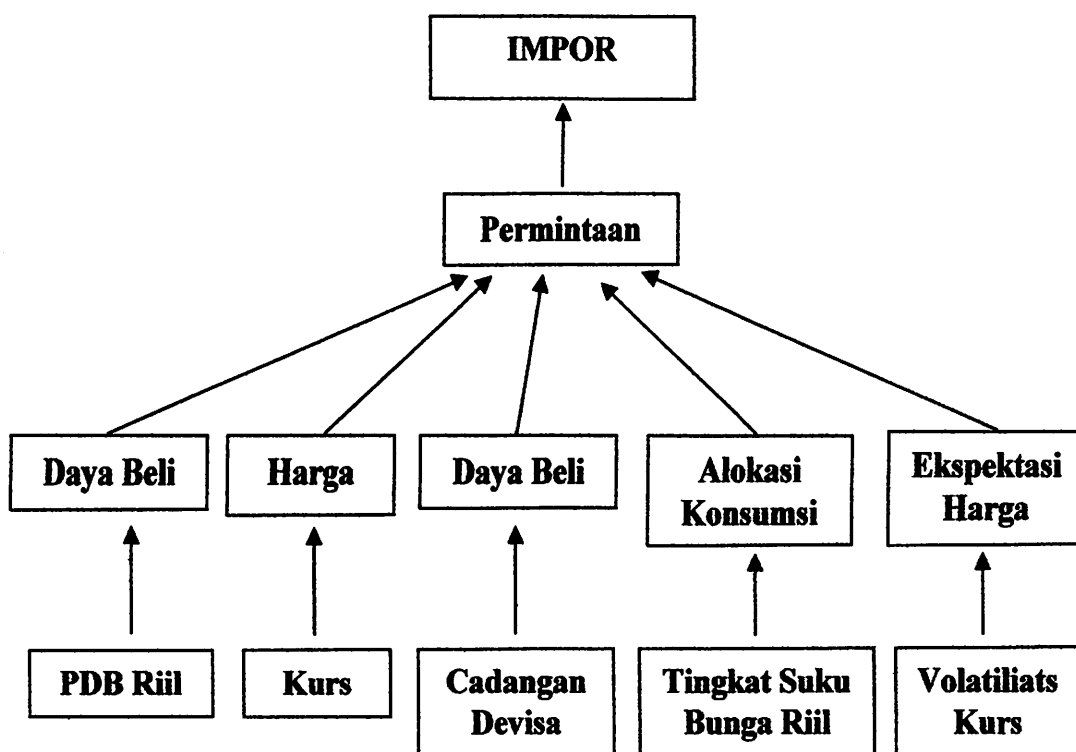 IMPOR
Permintaan
Daya Beli
Harga
Daya Beli
Alokasi
Konsumsi
Ekspektasi
Harga
PDB Riil
Kurs
Cadangan
Devisa
Tingkat Suku
Bunga Riil
Volatiliats
Kurs